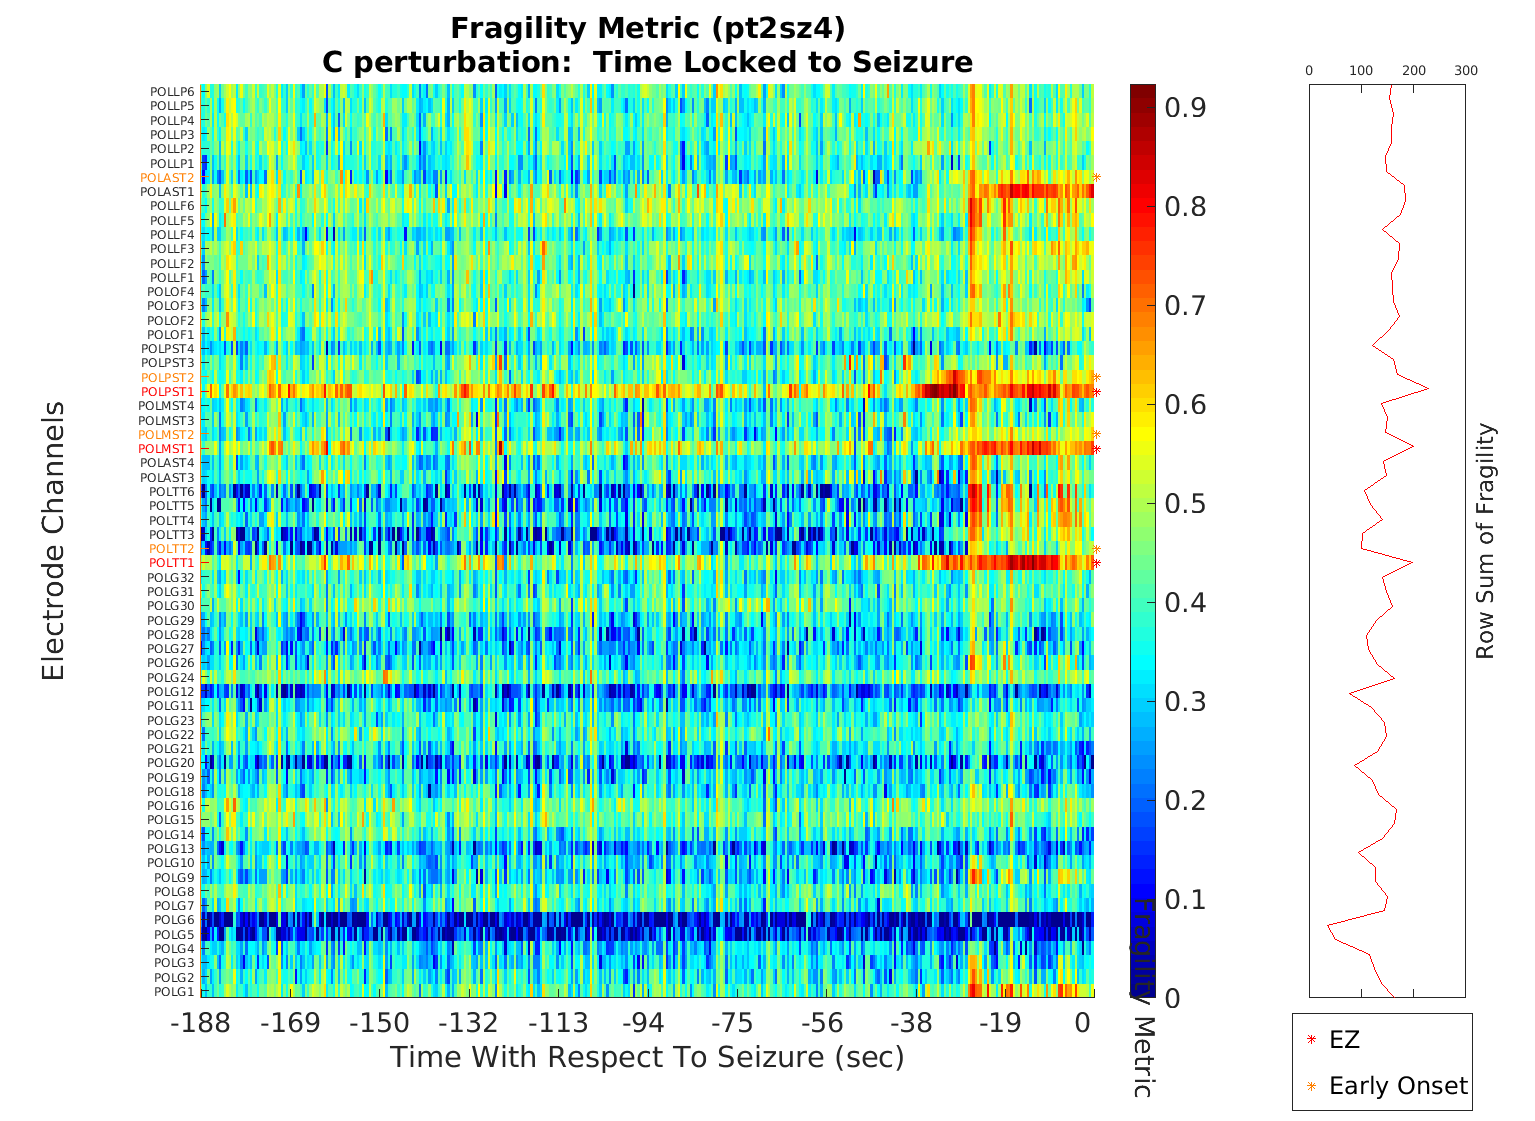 Fragility Metric (pt2sz4)
C perturbation:  Time Locked to Seizure
Electrode Channels
POLLP6
POLLP5
POLLP4
POLLP3
POLLP2
POLLP1
POLAST2
POLAST1
POLLF6
POLLF5
POLLF4
POLLF3
POLLF2
POLLF1
POLOF4
POLOF3
POLOF2
POLOF1
POLPST4
POLPST3
POLPST2
POLPST1
POLMST4
POLMST3
POLMST2
POLMST1
POLAST4
POLAST3
POLTT6
POLTT5
POLTT4
POLTT3
POLTT2
POLTT1
POLG32
POLG31
POLG30
POLG29
POLG28
POLG27
POLG26
POLG24
POLG12
POLG11
POLG23
POLG22
POLG21
POLG20
POLG19
POLG18
POLG16
POLG15
POLG14
POLG13
POLG10
POLG9
POLG8
POLG7
POLG6
POLG5
POLG4
POLG3
POLG2
POLG1
-188 -169 -150 -132 -113 -94 -75 -56 -38 -19 0
Time With Respect To Seizure (sec)
0.9
0.8
0.7
0.6
0.5
0.4
0.3
0.2
0.1
0
Fragility Metric
0 100 200 300
Row Sum of Fragility
EZ
Early Onset